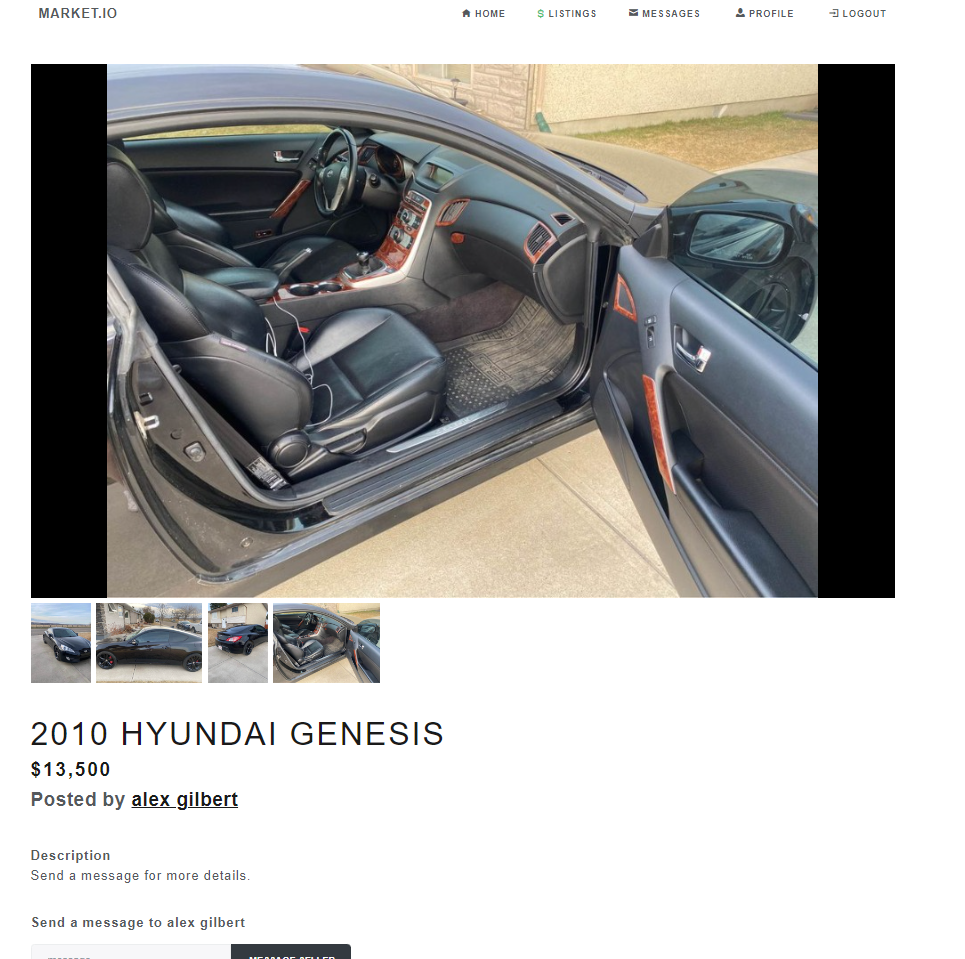 MARKET.IO
HOME $ LISTINGS MESSAGES PROFILE LOGOUT
2010 HYUNDAI GENESIS
$13,500
Posted by alex gilbert
Description
Send a message for more details.
Send a message to alex gilbert
message MESSAGE SELLER